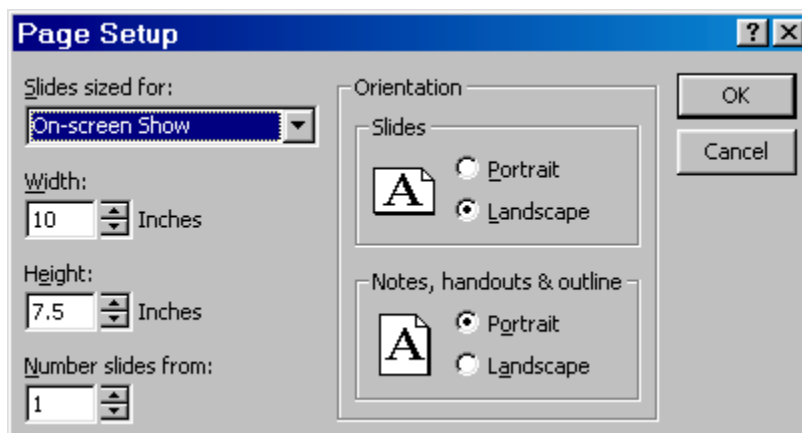 Page Setup
Slides sized for:
On-screen Show
Width:
10 Inches
Height:
7.5 Inches
Number slides from:
1
Orientation
Slides
A
Portrait
Landscape
Notes, handouts & outline
A
Portrait
Landscape
OK
Cancel